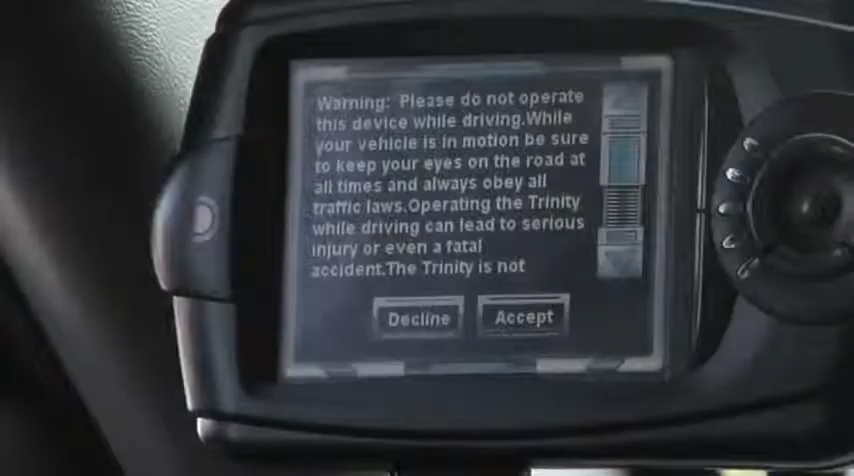 Warning: Please do not operate
this device while driving.While
your vehicle is in motion be sure
to keep your eyes on the road at
all times and always obey all
traffic laws.Operating the Trinity
while driving can lead to serious
injury or even a fatal
accident.The Trinity is not
Decline Accept